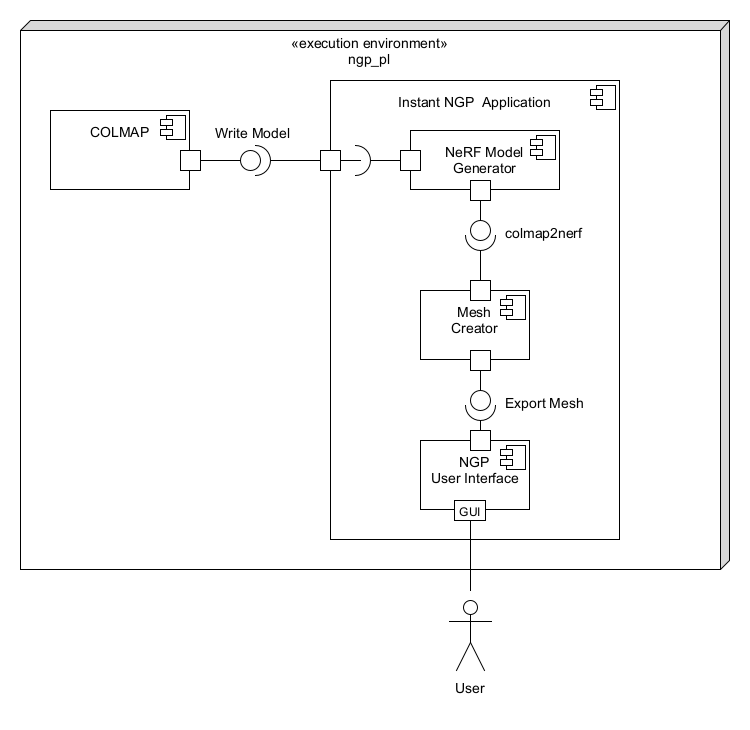 «execution environment»
ngp_pl
Instant NGP Application
COLMAP
Write Model
NeRF Model
Generator
colmap2nerf
Mesh
Creator
Export Mesh
NGP
User Interface
GUI
User